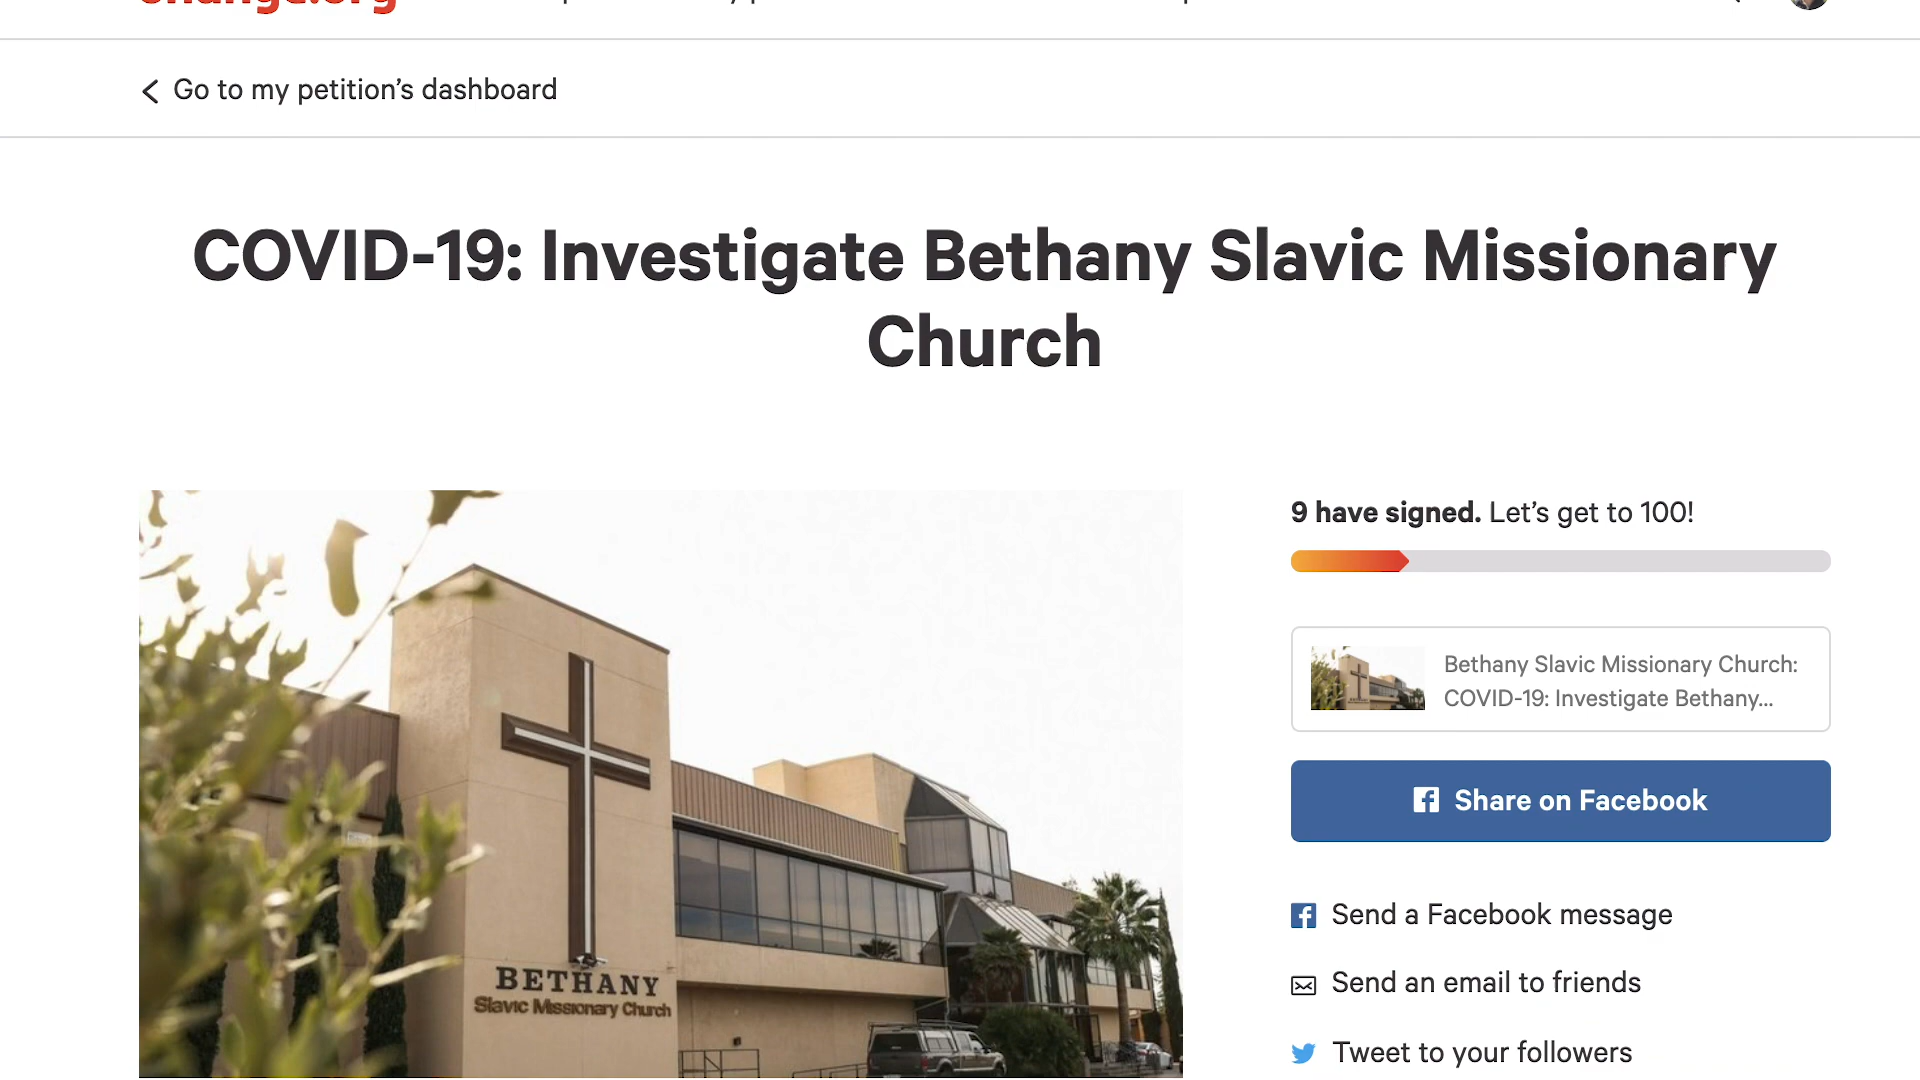 change.org
Go to my petition’s dashboard
COVID-19: Investigate Bethany Slavic Missionary
Church
9 have signed. Let’s get to 100!
Bethany Slavic Missionary Church:
COVID-19: Investigate Bethany...
Share on Facebook
Send a Facebook message
Send an email to friends
Tweet to your followers
BETHANY
Slavic Missionary Church